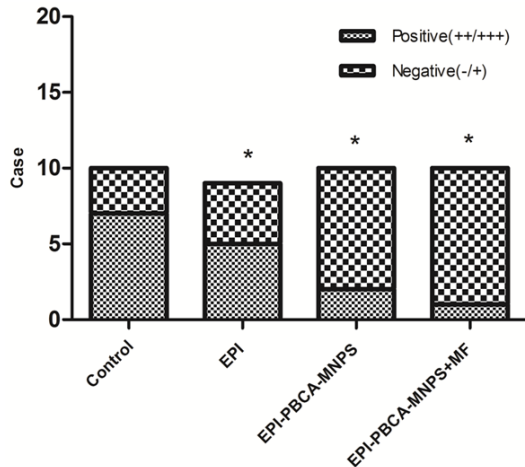 20
15
10
5
0
Case
Positive(++/+++)
Negative(-/+)
*
*
*
Control
EPI
EPI-PBCA-MNPS
EPI-PBCA-MNPS+MF